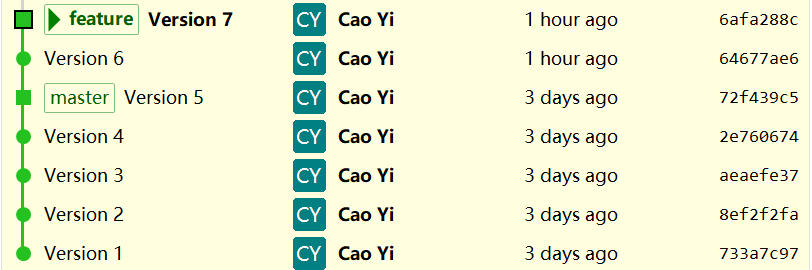 feature Version 7 CY Cao Yi 1 hour ago 6afa288c
Version 6 CY Cao Yi 1 hour ago 64677ae6
master Version 5 CY Cao Yi 3 days ago 72f439c5
Version 4 CY Cao Yi 3 days ago 2e760674
Version 3 CY Cao Yi 3 days ago aeaefe37
Version 2 CY Cao Yi 3 days ago 8ef2f2fa
Version 1 CY Cao Yi 3 days ago 733a7c97